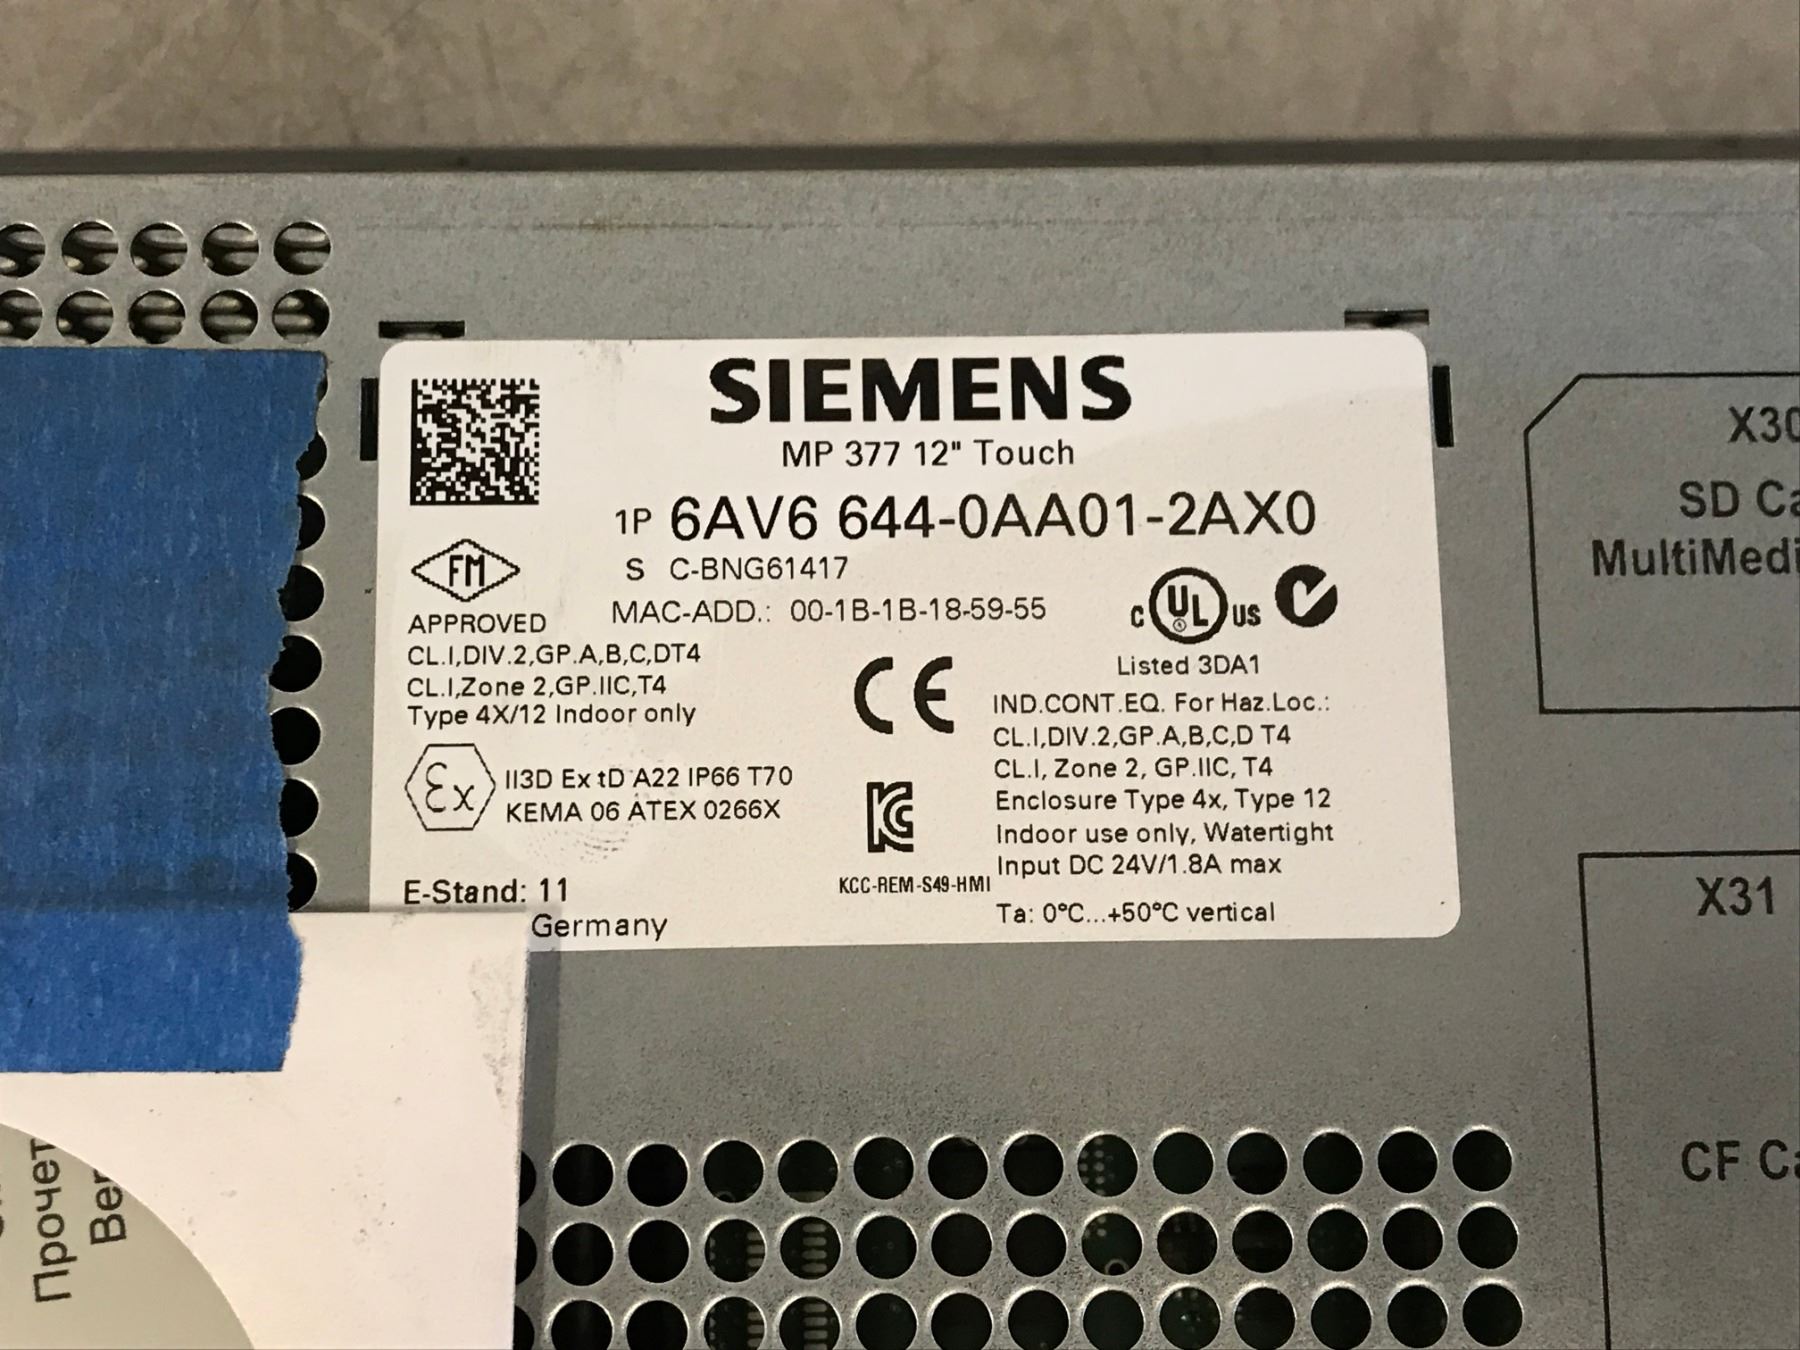 SIEMENS
MP 377 12" Touch
1P 6AV6 644-0AA01-2AX0
S C-BNG61417
MAC-ADD.: 00-1B-1B-18-59-55
FM
APPROVED
CL.I,DIV.2,GP.A,B,C,DT4
CL.I,Zone 2,GP.IIC,T4
Type 4X/12 Indoor only
Ex
II3D Ex tD A22 IP66 T70
KEMA 06 ATEX 0266X
E-Stand: 11
Germany
CE
KC
KCC-REM-S49-HMI
C UL US
Listed 3DA1
IND.CONT.EQ. For Haz.Loc.:
CL.I,DIV.2,GP.A,B,C,D T4
CL.I, Zone 2, GP.IIC, T4
Enclosure Type 4x, Type 12
Indoor use only, Watertight
Input DC 24V/1.8A max
Ta: 0°C...+50°C vertical
X30
SD Ca
MultiMedi
X31
CF Ca
Прочет